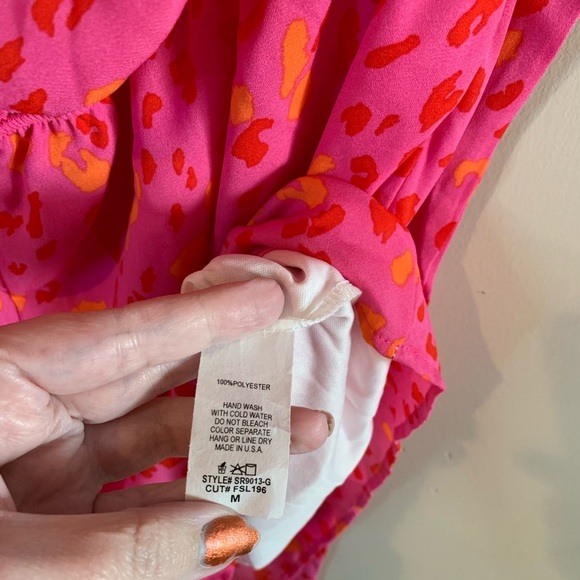 100%POLYESTER
HAND WASH
WITH COLD WATER
DO NOT BLEACH
COLOR SEPARATE
HANG OR LINE DRY
MADE IN U.S.A.
STYLE# SR9013-G
CUT# FSL196
M